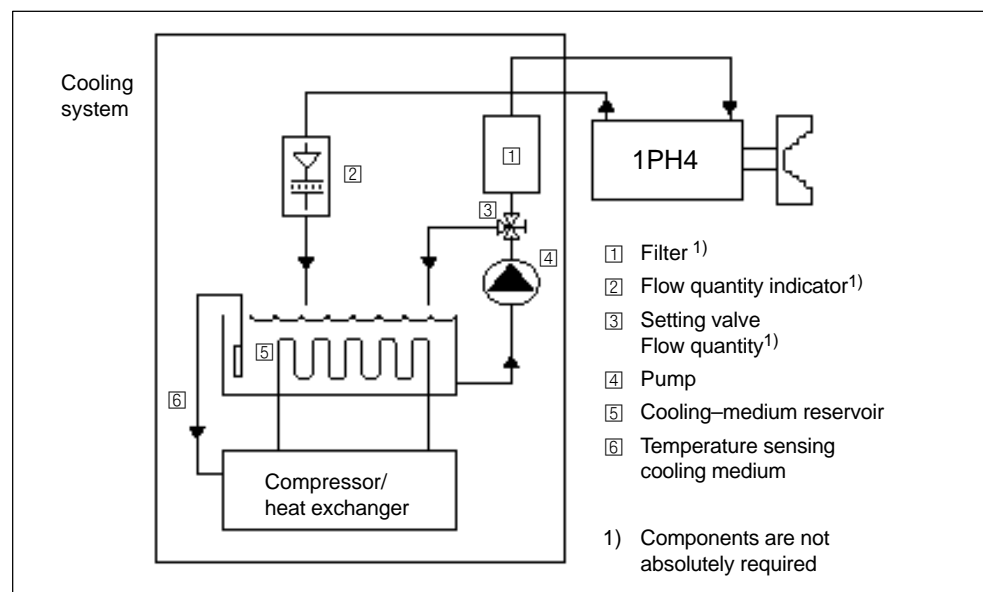 Cooling
system
1
2
3
4
5
6
1PH4
Compressor/
heat exchanger
1 Filter 1)
2 Flow quantity indicator1)
3 Setting valve
Flow quantity1)
4 Pump
5 Cooling–medium reservoir
6 Temperature sensing
cooling medium
1) Components are not
absolutely required